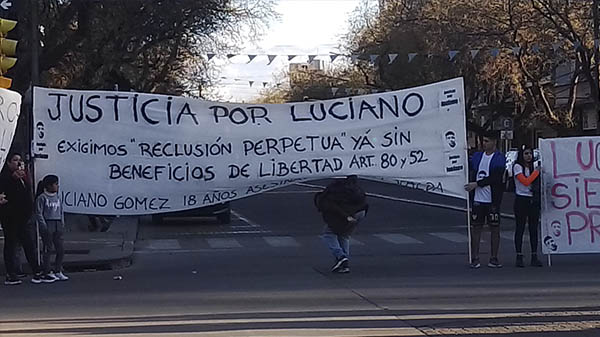 JUSTICIA POR LUCIANO
EXIGIMOS "RECLUSIÓN PERPETUA" YÁ SIN
BENEFICIOS DE LIBERTAD ART. 80 y 52
LUCIANO GOMEZ 18 AÑOS
LUC
SIE
PR